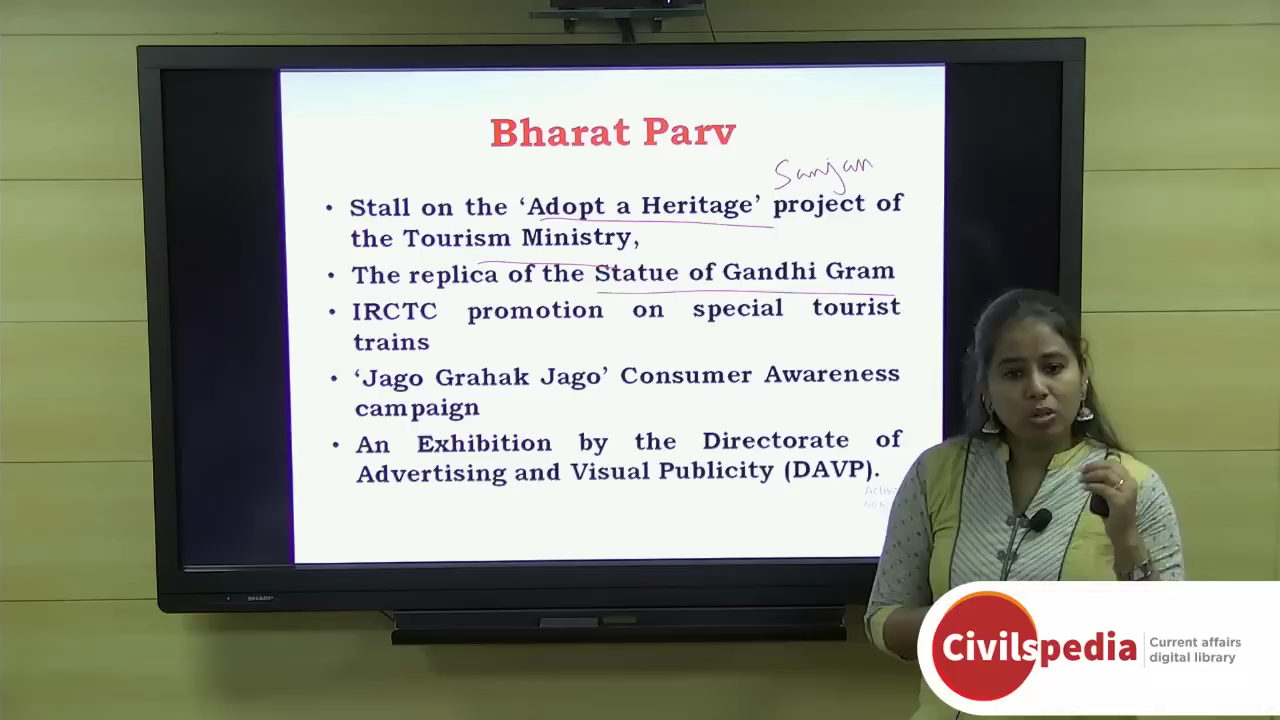 Bharat Parv
Sanjan
• Stall on the ‘Adopt a Heritage’ project of
the Tourism Ministry,
• The replica of the Statue of Gandhi Gram
• IRCTC promotion on special tourist
trains
• ‘Jago Grahak Jago’ Consumer Awareness
campaign
• An Exhibition by the Directorate of
Advertising and Visual Publicity (DAVP).
Activa
SHARP
Civilspedia
Current affairs
digital library